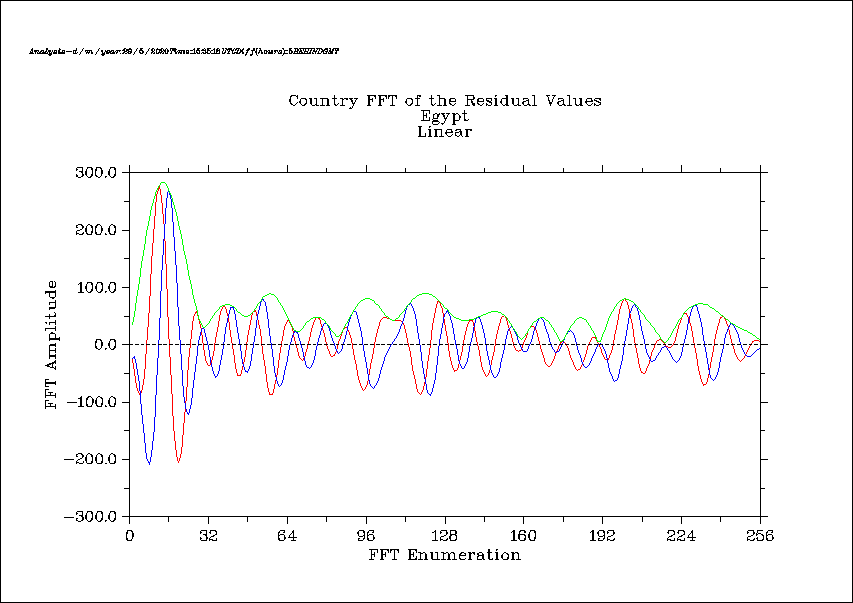 Country FFT of the Residual Values
Egypt
Linear
300.0
200.0
100.0
0.0
−100.0
−200.0
−300.0
FFT Amplitude
0 32 64 96 128 160 192 224 256
FFT Enumeration